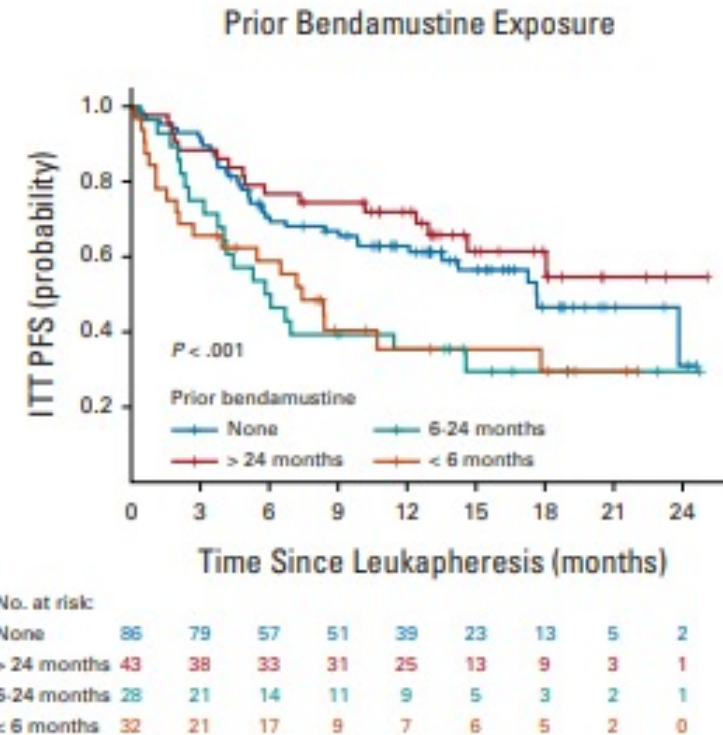 Prior Bendamustine Exposure
ITT PFS (probability)
1.0
0.8
0.6
0.4
0.2
P < .001
Prior bendamustine
None
6-24 months
> 24 months
< 6 months
0 3 6 9 12 15 18 21 24
Time Since Leukapheresis (months)
No. at risk:
None 86 79 57 51 39 23 13 5 2
> 24 months 43 38 33 31 25 13 9 3 1
6-24 months 28 21 14 11 9 5 3 2 1
< 6 months 32 21 17 9 7 6 5 2 0